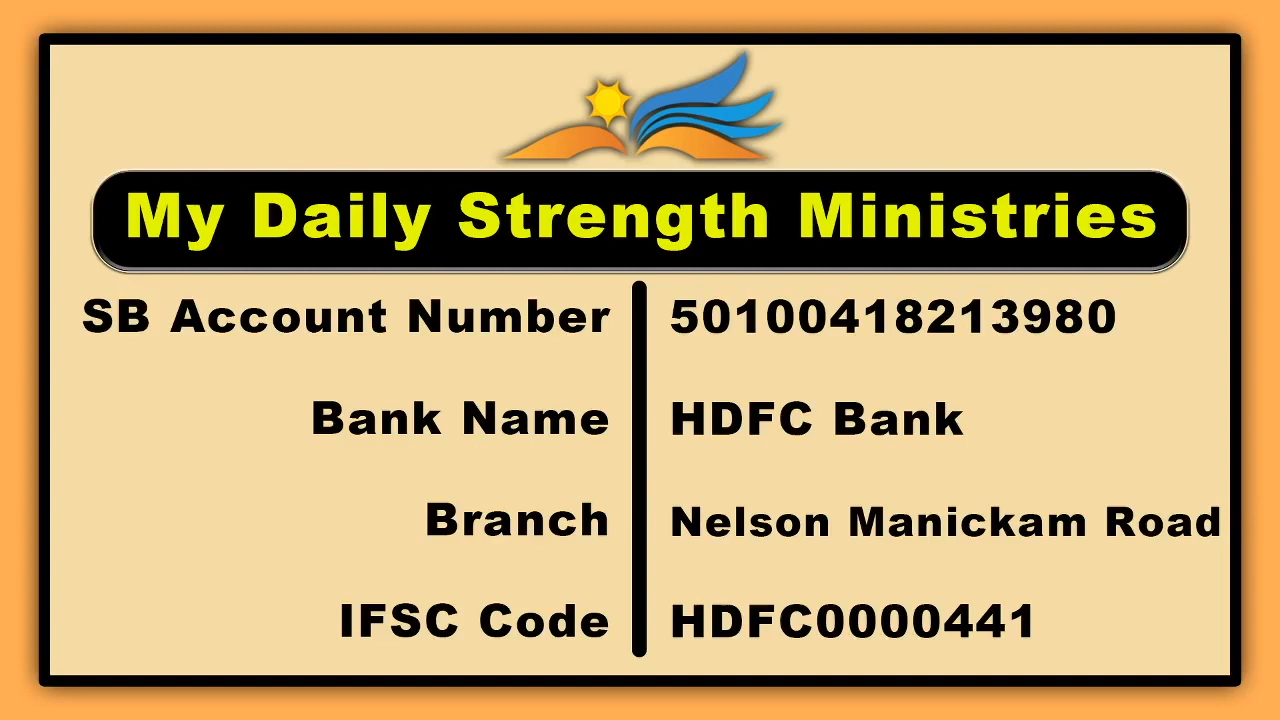 My Daily Strength Ministries
SB Account Number 50100418213980
Bank Name HDFC Bank
Branch Nelson Manickam Road
IFSC Code HDFC0000441